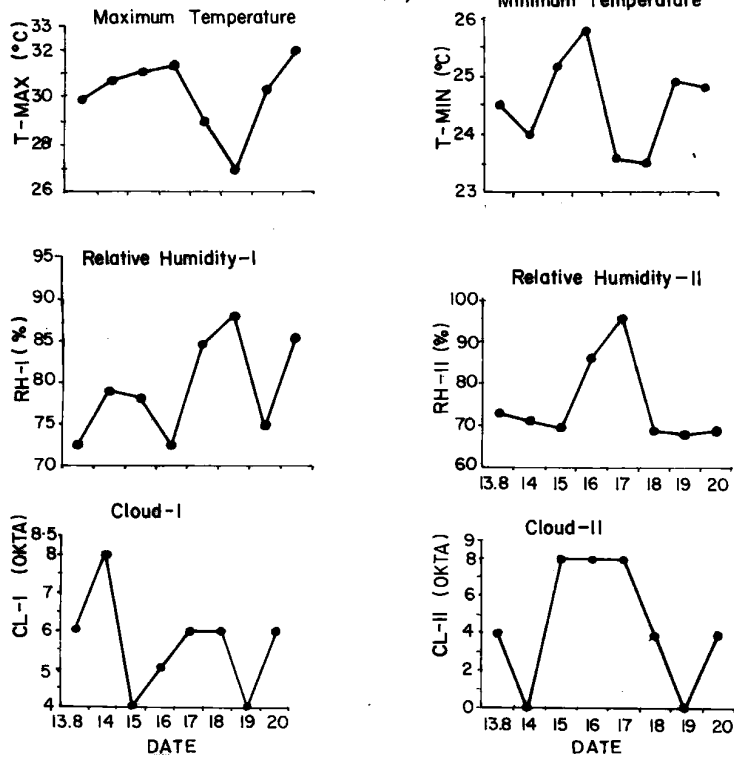 Maximum Temperature
T-MAX (°C)
33
32
30
28
26
Minimum Temperature
T-MIN (°C)
26
25
24
23
Relative Humidity-I
RH-I (%)
95
90
85
80
75
70
Relative Humidity-II
RH-II (%)
100
90
80
70
60
13.8 14 15 16 17 18 19 20
Cloud-I
CL-I (OKTA)
8·5
8
7
6
5
4
13.8 14 15 16 17 18 19 20
DATE
Cloud-II
CL-II (OKTA)
9
8
4
2
0
13.8 14 15 16 17 18 19 20
DATE